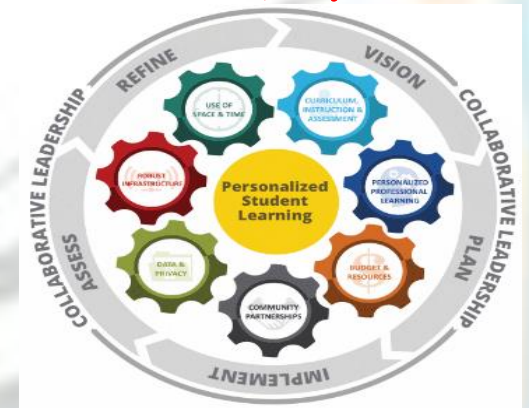 COLLABORATIVE LEADERSHIP
COLLABORATIVE LEADERSHIP
REFINE
VISION
PLAN
IMPLEMENT
ASSESS
USE OF
SPACE & TIME
CURRICULUM,
INSTRUCTION &
ASSESSMENT
ROBUST
INFRASTRUCTURE
Personalized
Student
Learning
PERSONALIZED
PROFESSIONAL
LEARNING
DATA &
PRIVACY
BUDGET &
RESOURCES
COMMUNITY
PARTNERSHIPS